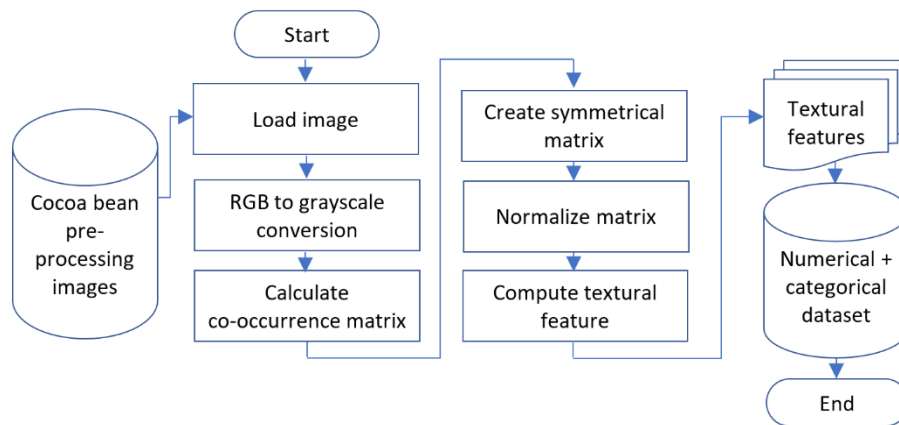 Start
Load image
Cocoa bean
pre-
processing
images
RGB to grayscale
conversion
Calculate
co-occurrence matrix
Create symmetrical
matrix
Normalize matrix
Compute textural
feature
Textural
features
Numerical +
categorical
dataset
End